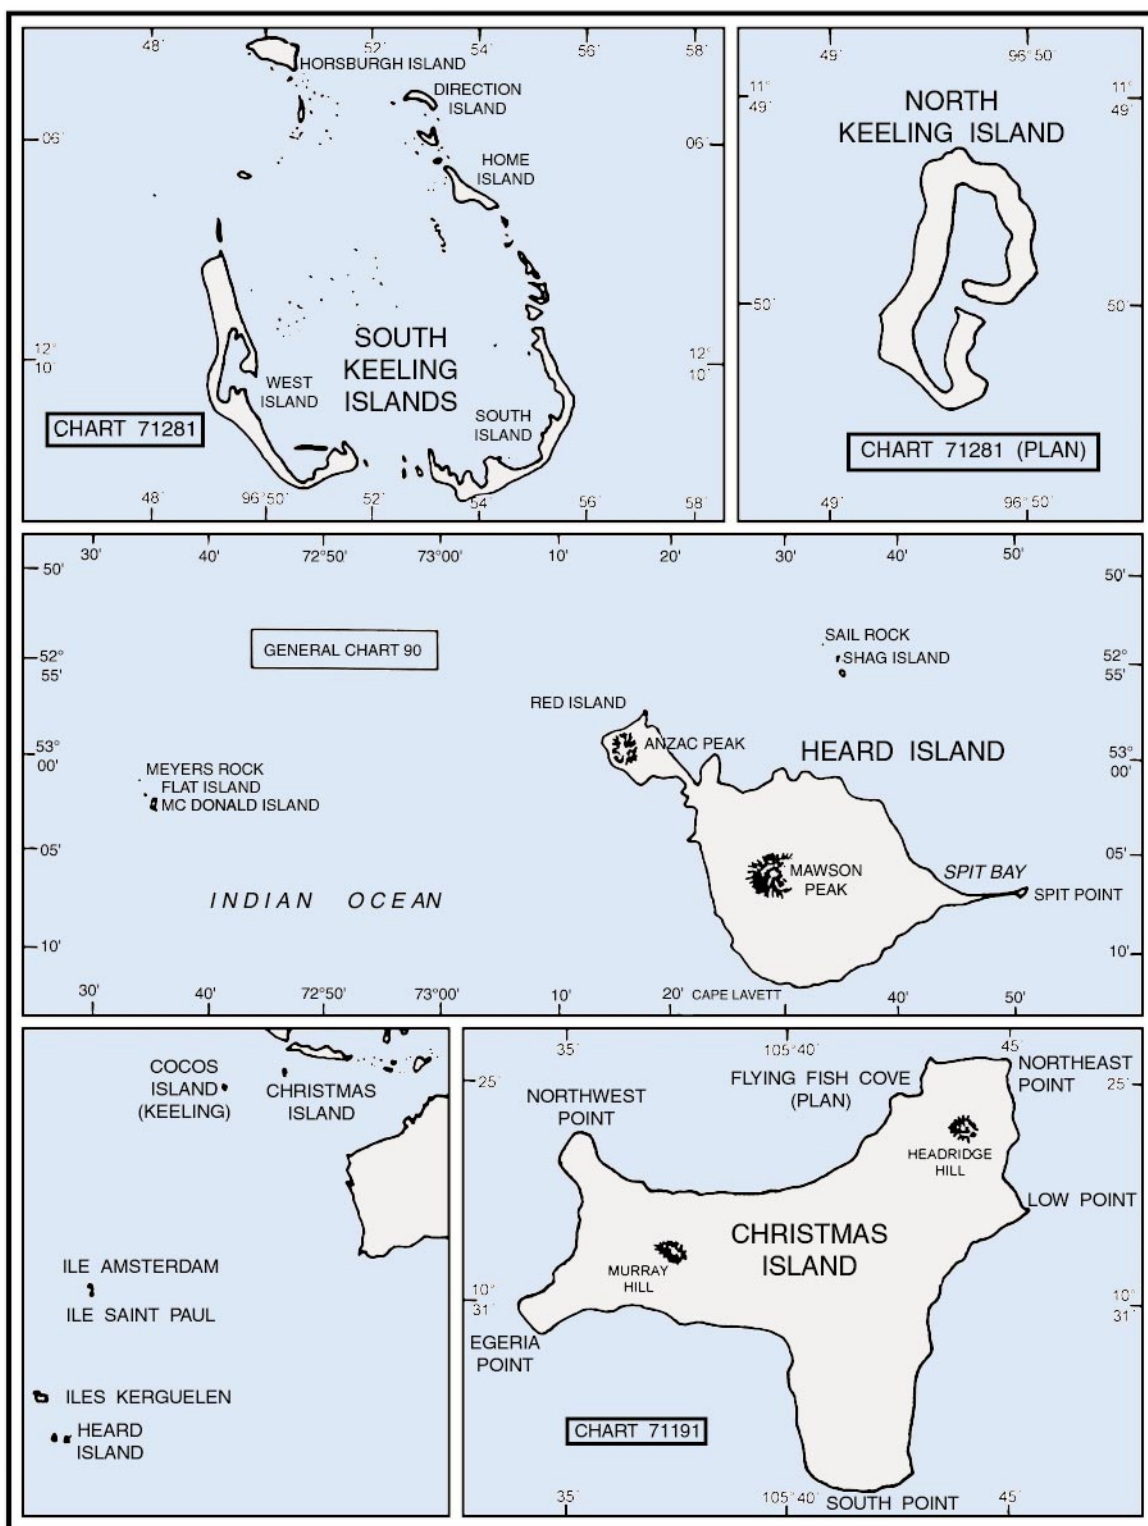 48'
52'
54'
56'
58'
HORSBURGH ISLAND
DIRECTION
ISLAND
06'
06'
HOME
ISLAND
SOUTH
KEELING
ISLANDS
12°
10'
12°
10'
WEST
ISLAND
SOUTH
ISLAND
CHART 71281
48'
96°50'
52'
54'
56'
58'
49'
96°50'
11°
49'
11°
49'
NORTH
KEELING ISLAND
50'
50'
CHART 71281 (PLAN)
49'
96°50'
30'
40'
72°50'
73°00'
10'
20'
30'
40'
50'
50'
50'
GENERAL CHART 90
SAIL ROCK
SHAG ISLAND
52°
55'
52°
55'
RED ISLAND
ANZAC PEAK
HEARD ISLAND
53°
00'
53°
00'
MEYERS ROCK
FLAT ISLAND
MC DONALD ISLAND
05'
05'
MAWSON
PEAK
SPIT BAY
SPIT POINT
INDIAN OCEAN
10'
10'
30'
40'
72°50'
73°00'
10'
20'
CAPE LAVETT
40'
50'
COCOS
ISLAND
(KEELING)
CHRISTMAS
ISLAND
ILE AMSTERDAM
ILE SAINT PAUL
ILES KERGUELEN
HEARD
ISLAND
35'
105°40'
45'
25'
25'
NORTHWEST
POINT
FLYING FISH COVE
(PLAN)
NORTHEAST
POINT
HEADRIDGE
HILL
LOW POINT
CHRISTMAS
ISLAND
MURRAY
HILL
10°
31'
10°
31'
EGERIA
POINT
CHART 71191
35'
105°40'
SOUTH POINT
45'